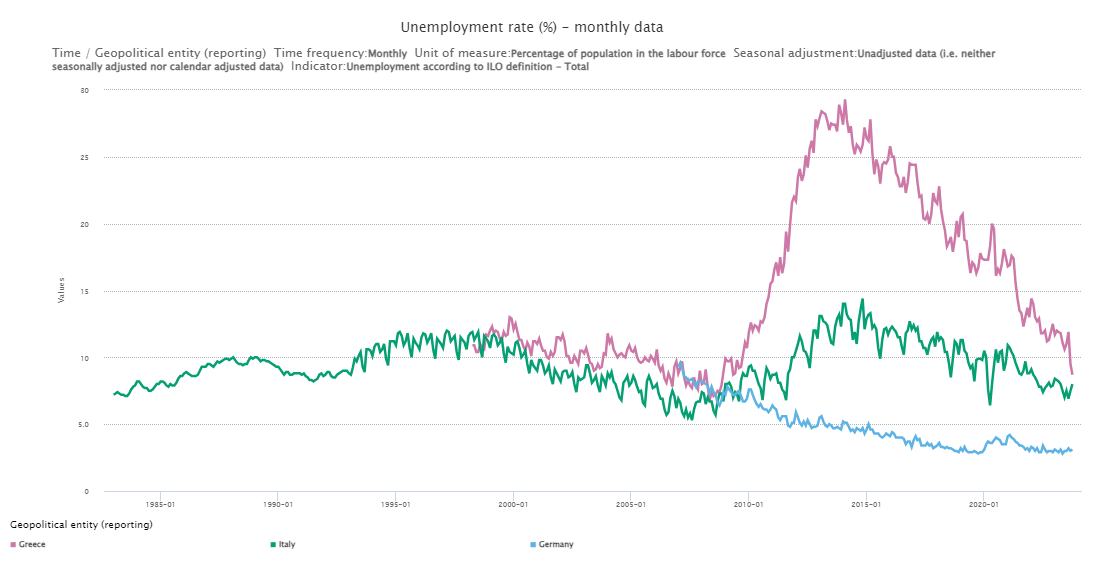 Unemployment rate (%) - monthly data
Time / Geopolitical entity (reporting) Time frequency:Monthly Unit of measure:Percentage of population in the labour force Seasonal adjustment:Unadjusted data (i.e. neither
seasonally adjusted nor calendar adjusted data) Indicator:Unemployment according to ILO definition - Total
30
25
20
15
10
5.0
0
Values
1985-01 1990-01 1995-01 2000-01 2005-01 2010-01 2015-01 2020-01
Geopolitical entity (reporting)
Greece Italy Germany